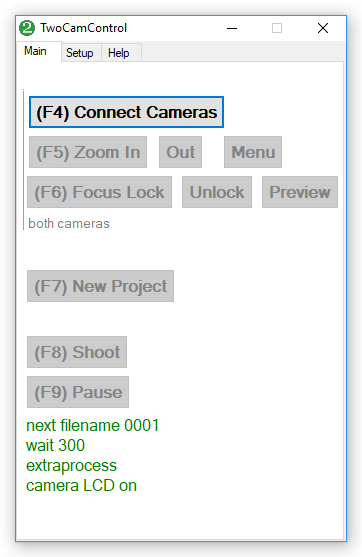 2 TwoCamControl
Main Setup Help
(F4) Connect Cameras
(F5) Zoom In Out Menu
(F6) Focus Lock Unlock Preview
both cameras
(F7) New Project
(F8) Shoot
(F9) Pause
next filename 0001
wait 300
extraprocess
camera LCD on